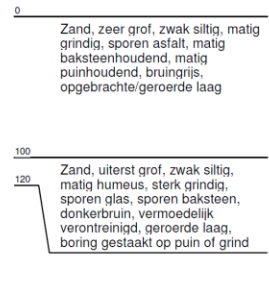 0
Zand, zeer grof, zwak siltig, matig
grindig, sporen asfalt, matig
baksteenhoudend, matig
puinhoudend, bruingrijs,
opgebrachte/geroerde laag
100
Zand, uiterst grof, zwak siltig,
120
matig humeus, sterk grindig,
sporen glas, sporen baksteen,
donkerbruin, vermoedelijk
verontreinigd, geroerde laag,
boring gestaakt op puin of grind